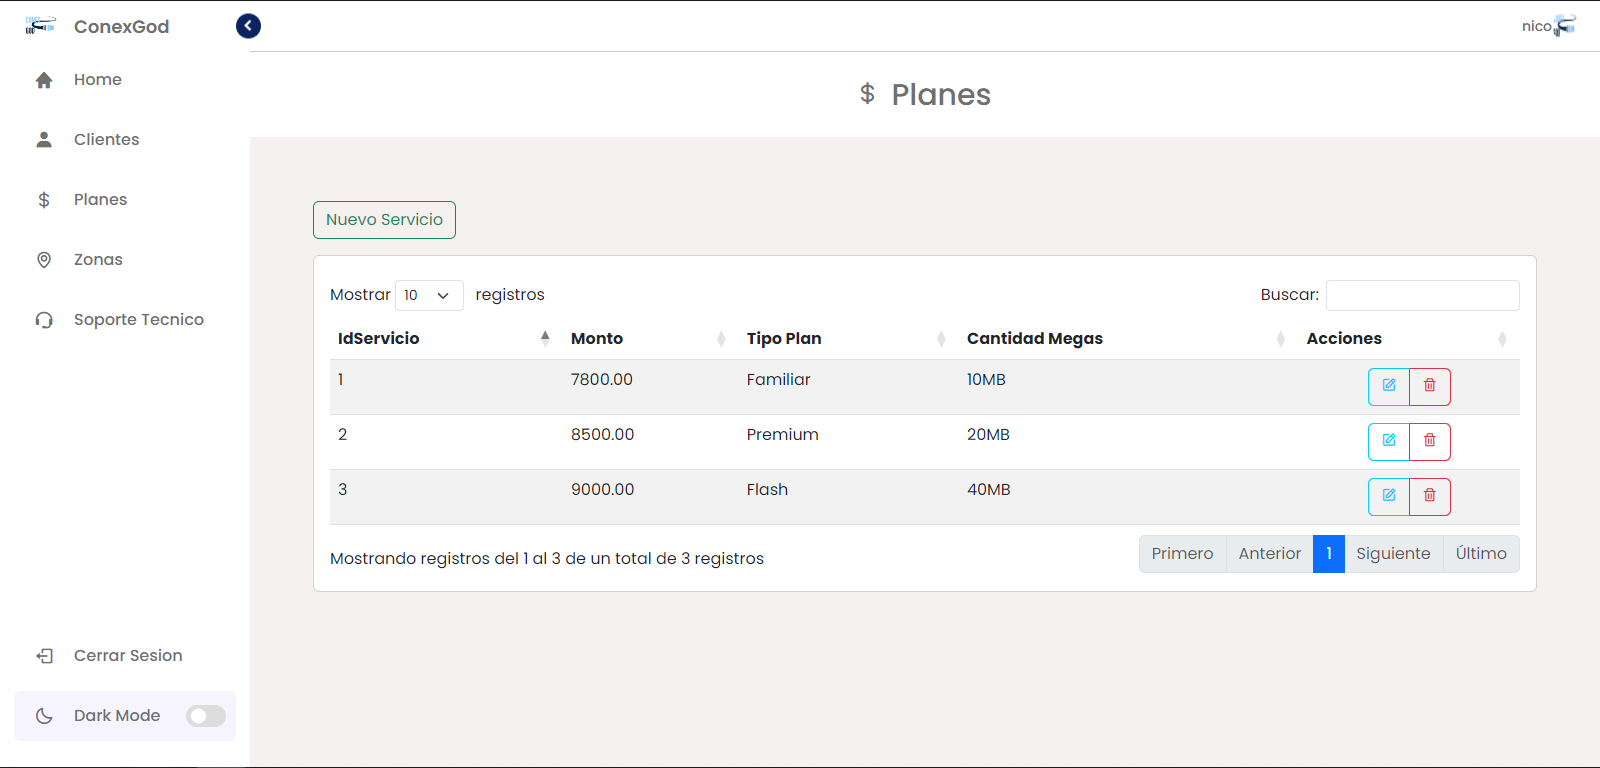 ConexGod
nico
Home
Clientes
Planes
Zonas
Soporte Tecnico
Cerrar Sesion
Dark Mode
$ Planes
Nuevo Servicio
Mostrar 10 registros
Buscar:
IdServicio Monto Tipo Plan Cantidad Megas Acciones
1 7800.00 Familiar 10MB
2 8500.00 Premium 20MB
3 9000.00 Flash 40MB
Mostrando registros del 1 al 3 de un total de 3 registros
Primero Anterior 1 Siguiente Último